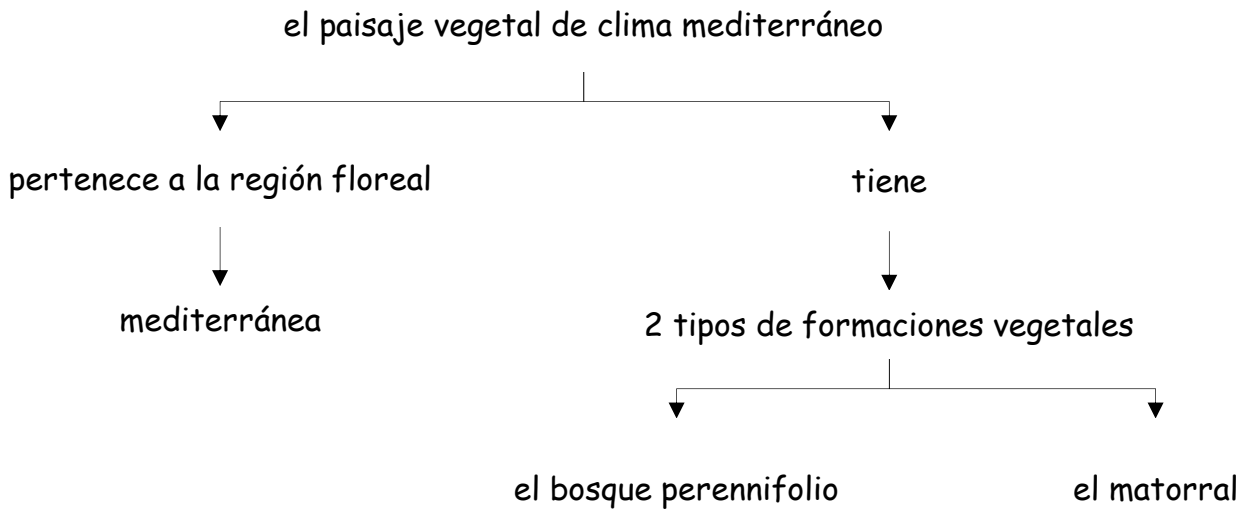 el paisaje vegetal de clima mediterráneo
pertenece a la región floreal
tiene
mediterránea
2 tipos de formaciones vegetales
el bosque perennifolio
el matorral